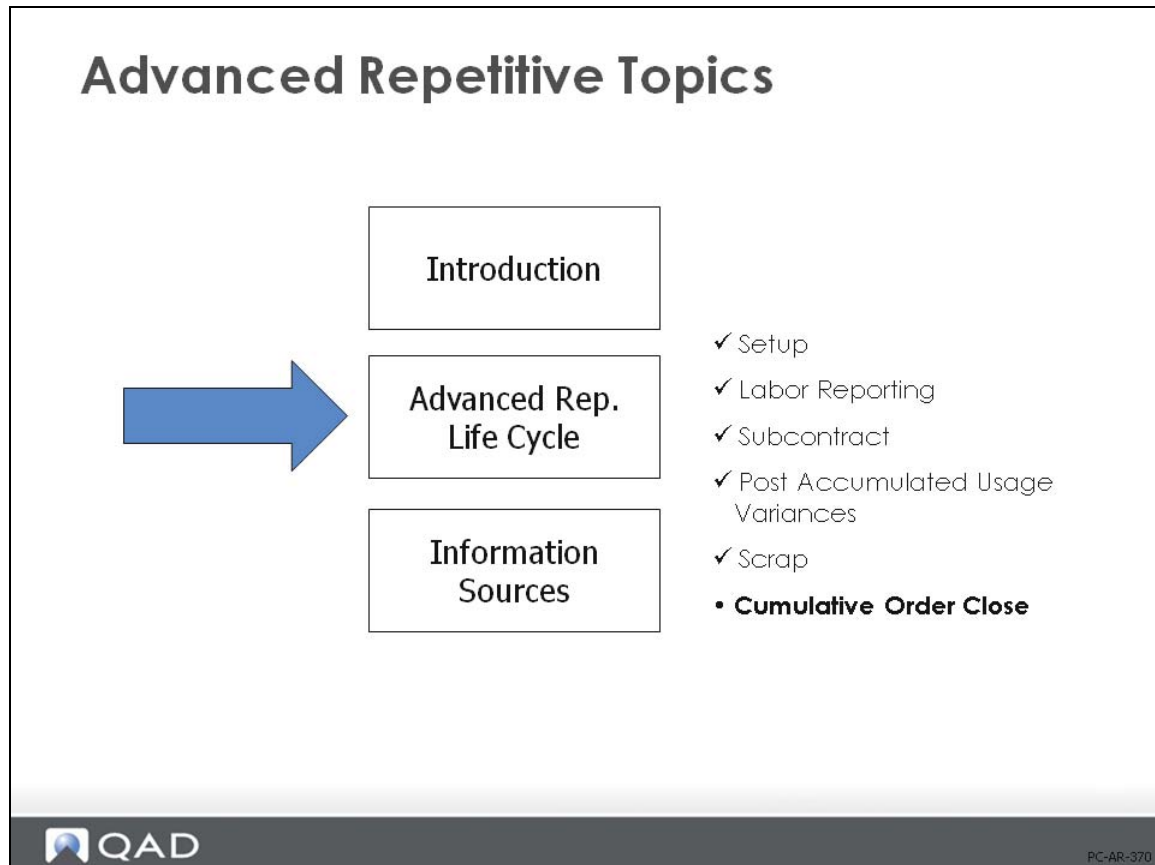 Advanced Repetitive Topics
Introduction
Advanced Rep.
Life Cycle
Information
Sources
✓ Setup
✓ Labor Reporting
✓ Subcontract
✓ Post Accumulated Usage
Variances
✓ Scrap
• Cumulative Order Close
QAD
PC-AR-370